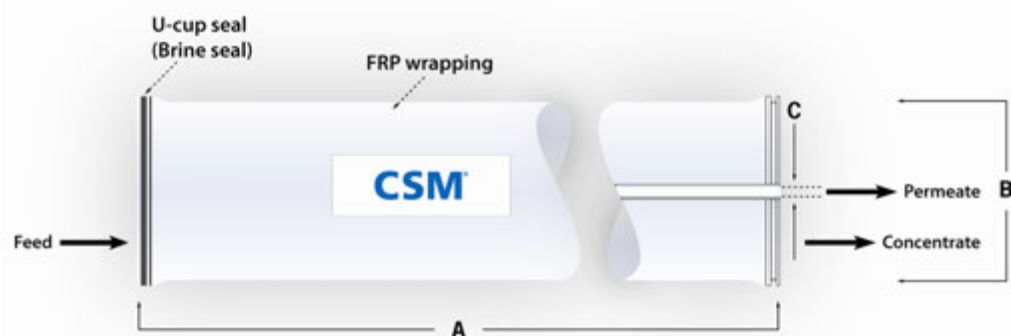 U-cup seal
(Brine seal)
FRP wrapping
C
CSM
Permeate
B
Feed
Concentrate
A